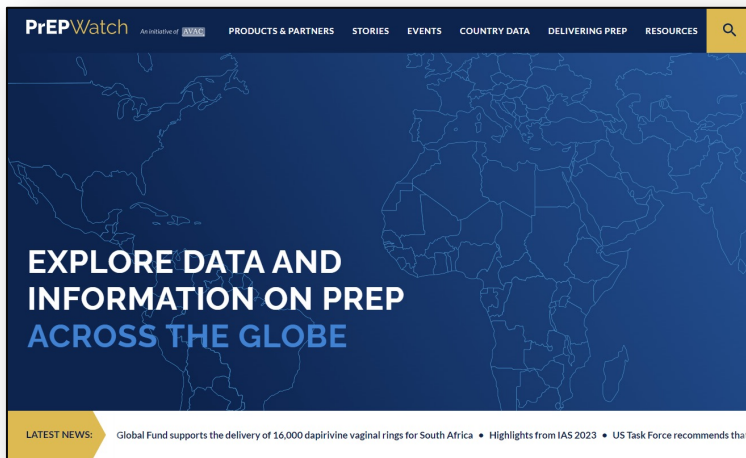 PrEPWatch An initiative of AVAC PRODUCTS & PARTNERS STORIES EVENTS COUNTRY DATA DELIVERING PREP RESOURCES
EXPLORE DATA AND
INFORMATION ON PREP
ACROSS THE GLOBE
LATEST NEWS: Global Fund supports the delivery of 16,000 dapirivine vaginal rings for South Africa • Highlights from IAS 2023 • US Task Force recommends tha